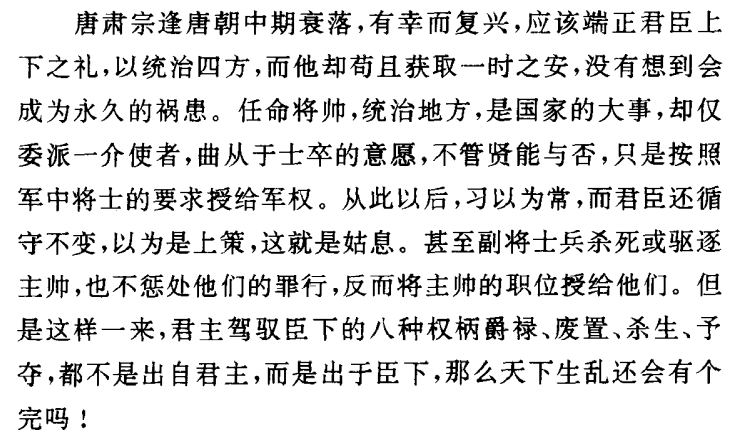 唐肃宗逢唐朝中期衰落,有幸而复兴,应该端正君臣上
下之礼,以统治四方,而他却苟且获取一时之安,没有想到会
成为永久的祸患。任命将帅,统治地方,是国家的大事,却仅
委派一介使者,曲从于士卒的意愿,不管贤能与否,只是按照
军中将士的要求授给军权。从此以后,习以为常,而君臣还循
守不变,以为是上策,这就是姑息。甚至副将士兵杀死或驱逐
主帅,也不惩处他们的罪行,反而将主帅的职位授给他们。但
是这样一来,君主驾驭臣下的八种权柄爵禄、废置、杀生、予
夺,都不是出自君主,而是出于臣下,那么天下生乱还会有个
完吗!